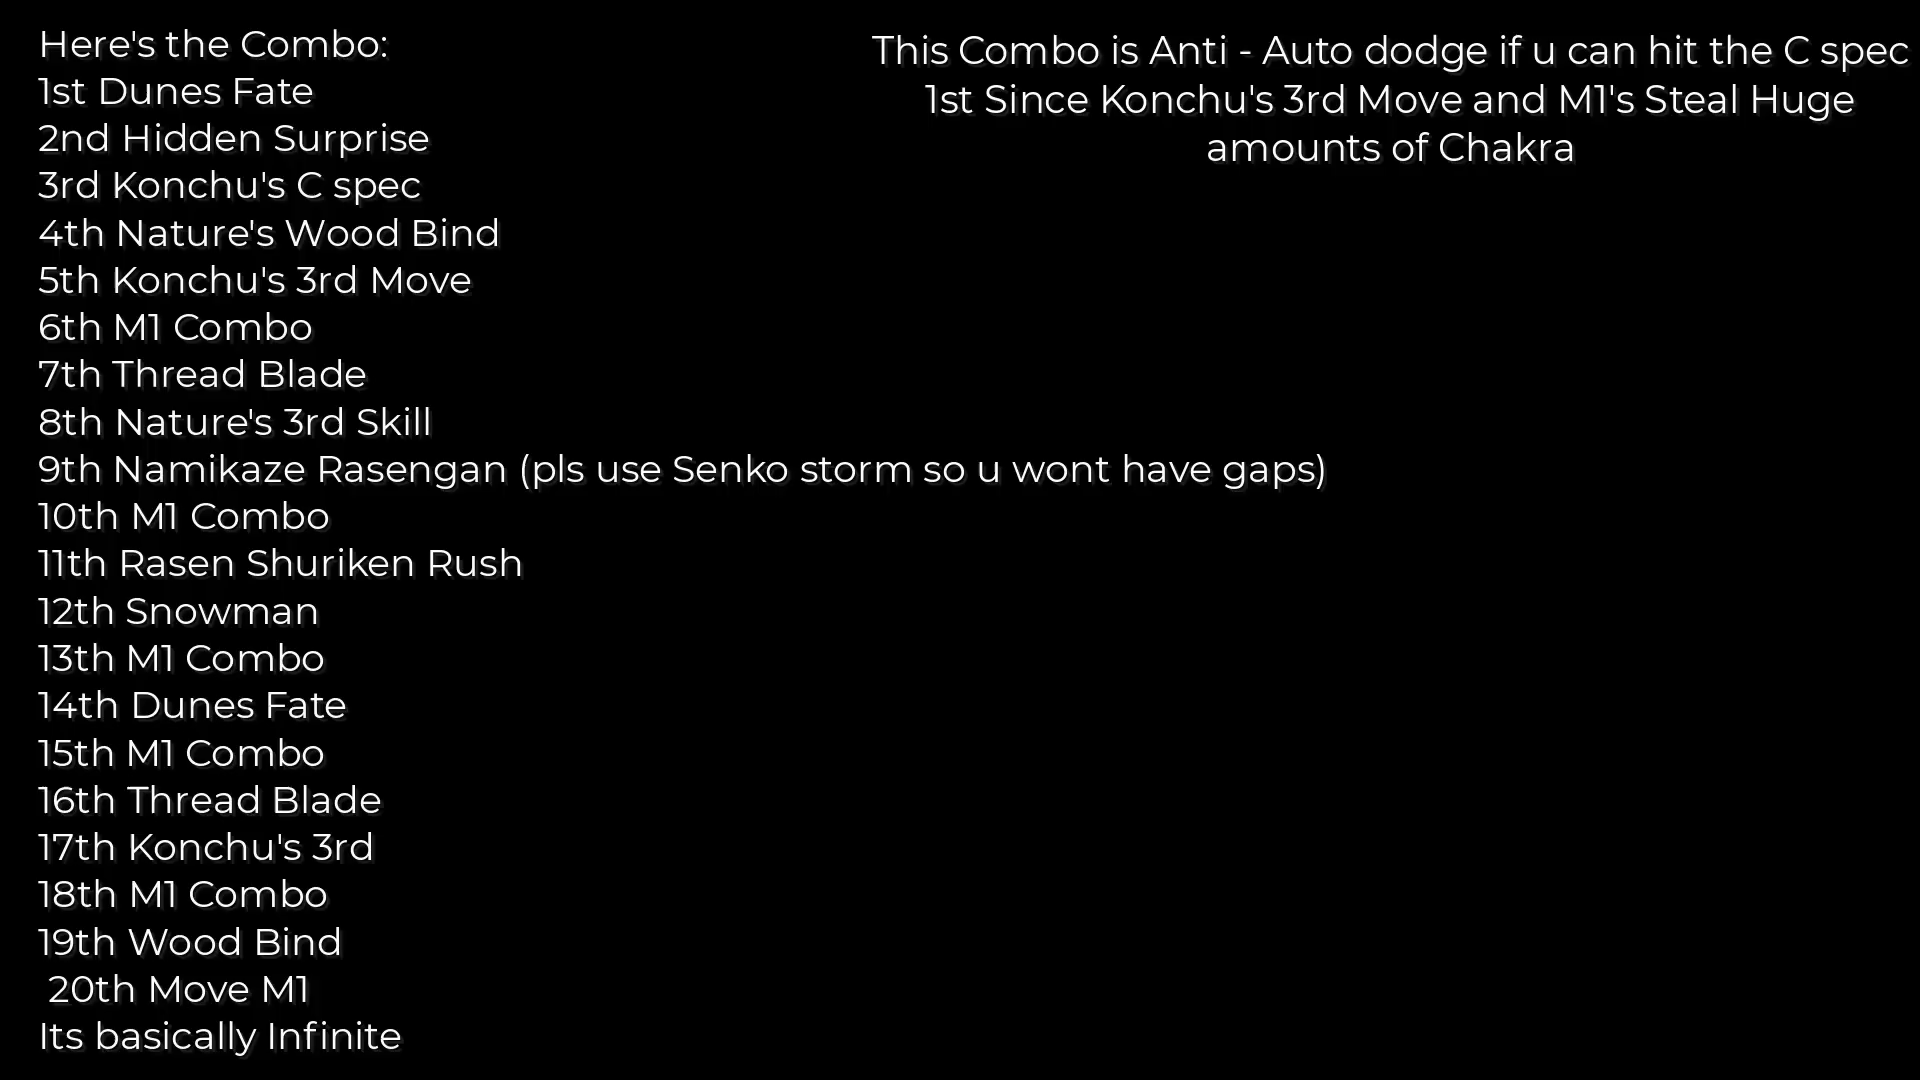 Here's the Combo:
1st Dunes Fate
2nd Hidden Surprise
3rd Konchu's C spec
4th Nature's Wood Bind
5th Konchu's 3rd Move
6th M1 Combo
7th Thread Blade
8th Nature's 3rd Skill
9th Namikaze Rasengan (pls use Senko storm so u wont have gaps)
10th M1 Combo
11th Rasen Shuriken Rush
12th Snowman
13th M1 Combo
14th Dunes Fate
15th M1 Combo
16th Thread Blade
17th Konchu's 3rd
18th M1 Combo
19th Wood Bind
20th Move M1
Its basically Infinite
This Combo is Anti - Auto dodge if u can hit the C spec
1st Since Konchu's 3rd Move and M1's Steal Huge
amounts of Chakra